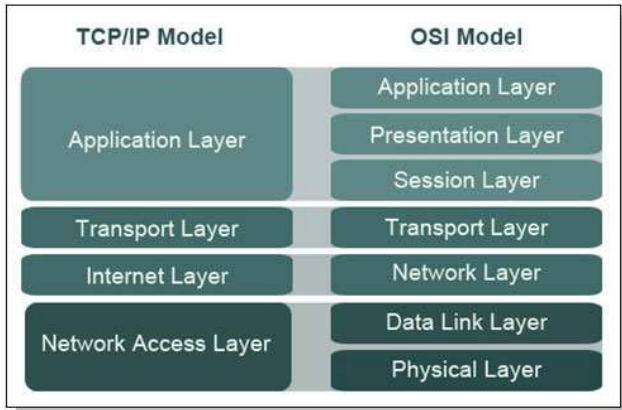 TCP/IP Model
Application Layer
Transport Layer
Internet Layer
Network Access Layer
OSI Model
Application Layer
Presentation Layer
Session Layer
Transport Layer
Network Layer
Data Link Layer
Physical Layer